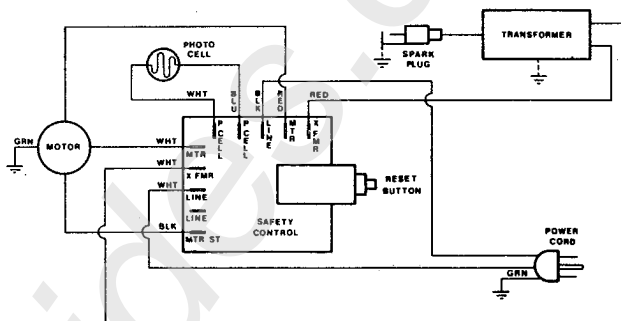 PHOTO
CELL
SPARK
PLUG
TRANSFORMER
WHT
BLU
BLK
RED
RED
P CELL
P CELL
LINE
MTR
X FMR
GRN
MOTOR
WHT
MTR
WHT
X FMR
WHT
LINE
LINE
BLK
MTR ST
SAFETY
CONTROL
RESET
BUTTON
POWER
CORD
GRN
ides.c